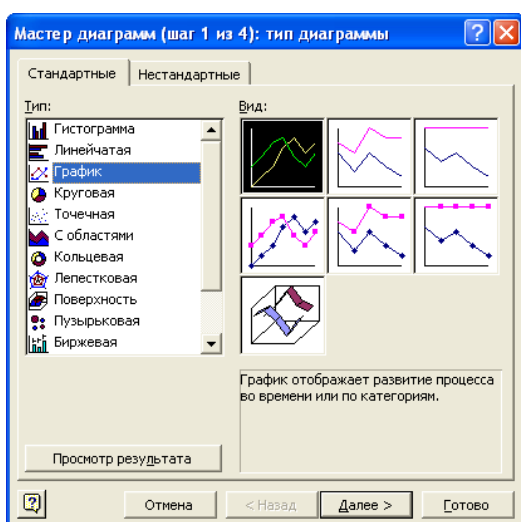 Мастер диаграмм (шаг 1 из 4): тип диаграммы
Стандартные
Нестандартные
Тип:
Гистограмма
Линейчатая
График
Круговая
Точечная
С областями
Кольцевая
Лепестковая
Поверхность
Пузырьковая
Биржевая
Вид:
График отображает развитие процесса
во времени или по категориям.
Просмотр результата
Отмена
< Назад
Далее >
Готово